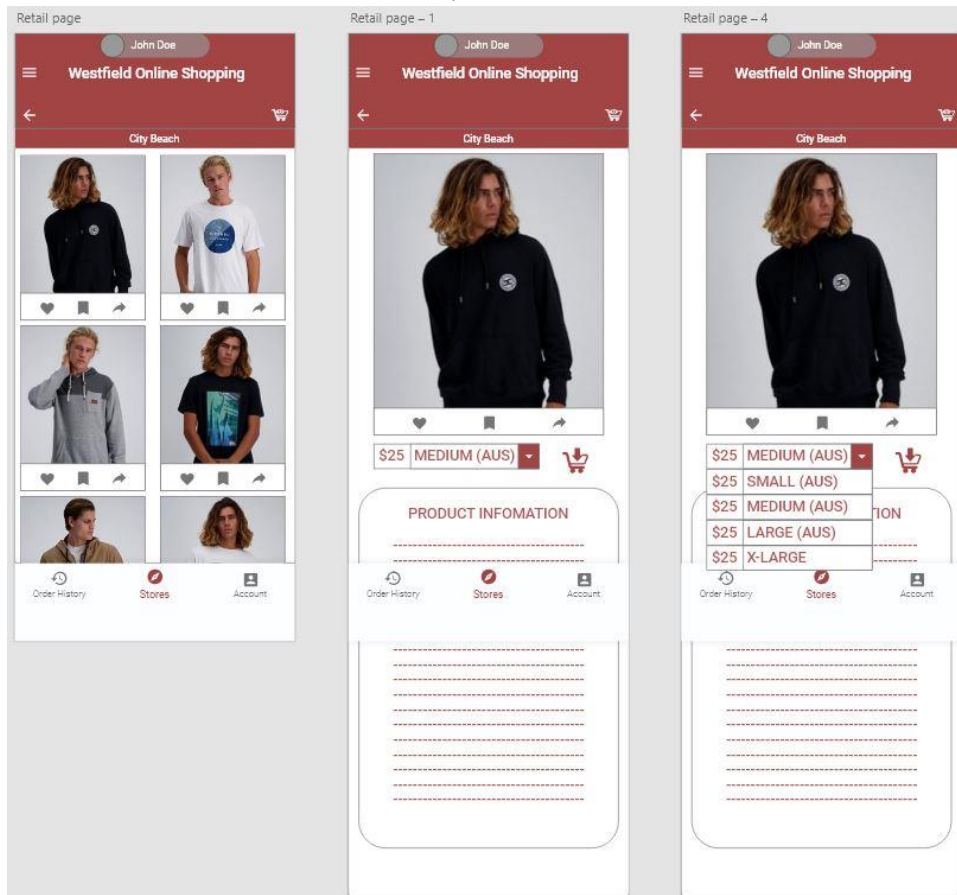 Retail page
John Doe
Westfield Online Shopping
City Beach
Order History
Stores
Account
Retail page – 1
John Doe
Westfield Online Shopping
City Beach
$25 MEDIUM (AUS)
PRODUCT INFOMATION
Order History
Stores
Account
Retail page – 4
John Doe
Westfield Online Shopping
City Beach
$25 MEDIUM (AUS)
$25 SMALL (AUS)
$25 MEDIUM (AUS)
$25 LARGE (AUS)
$25 X-LARGE
TION
Order History
Stores
Account